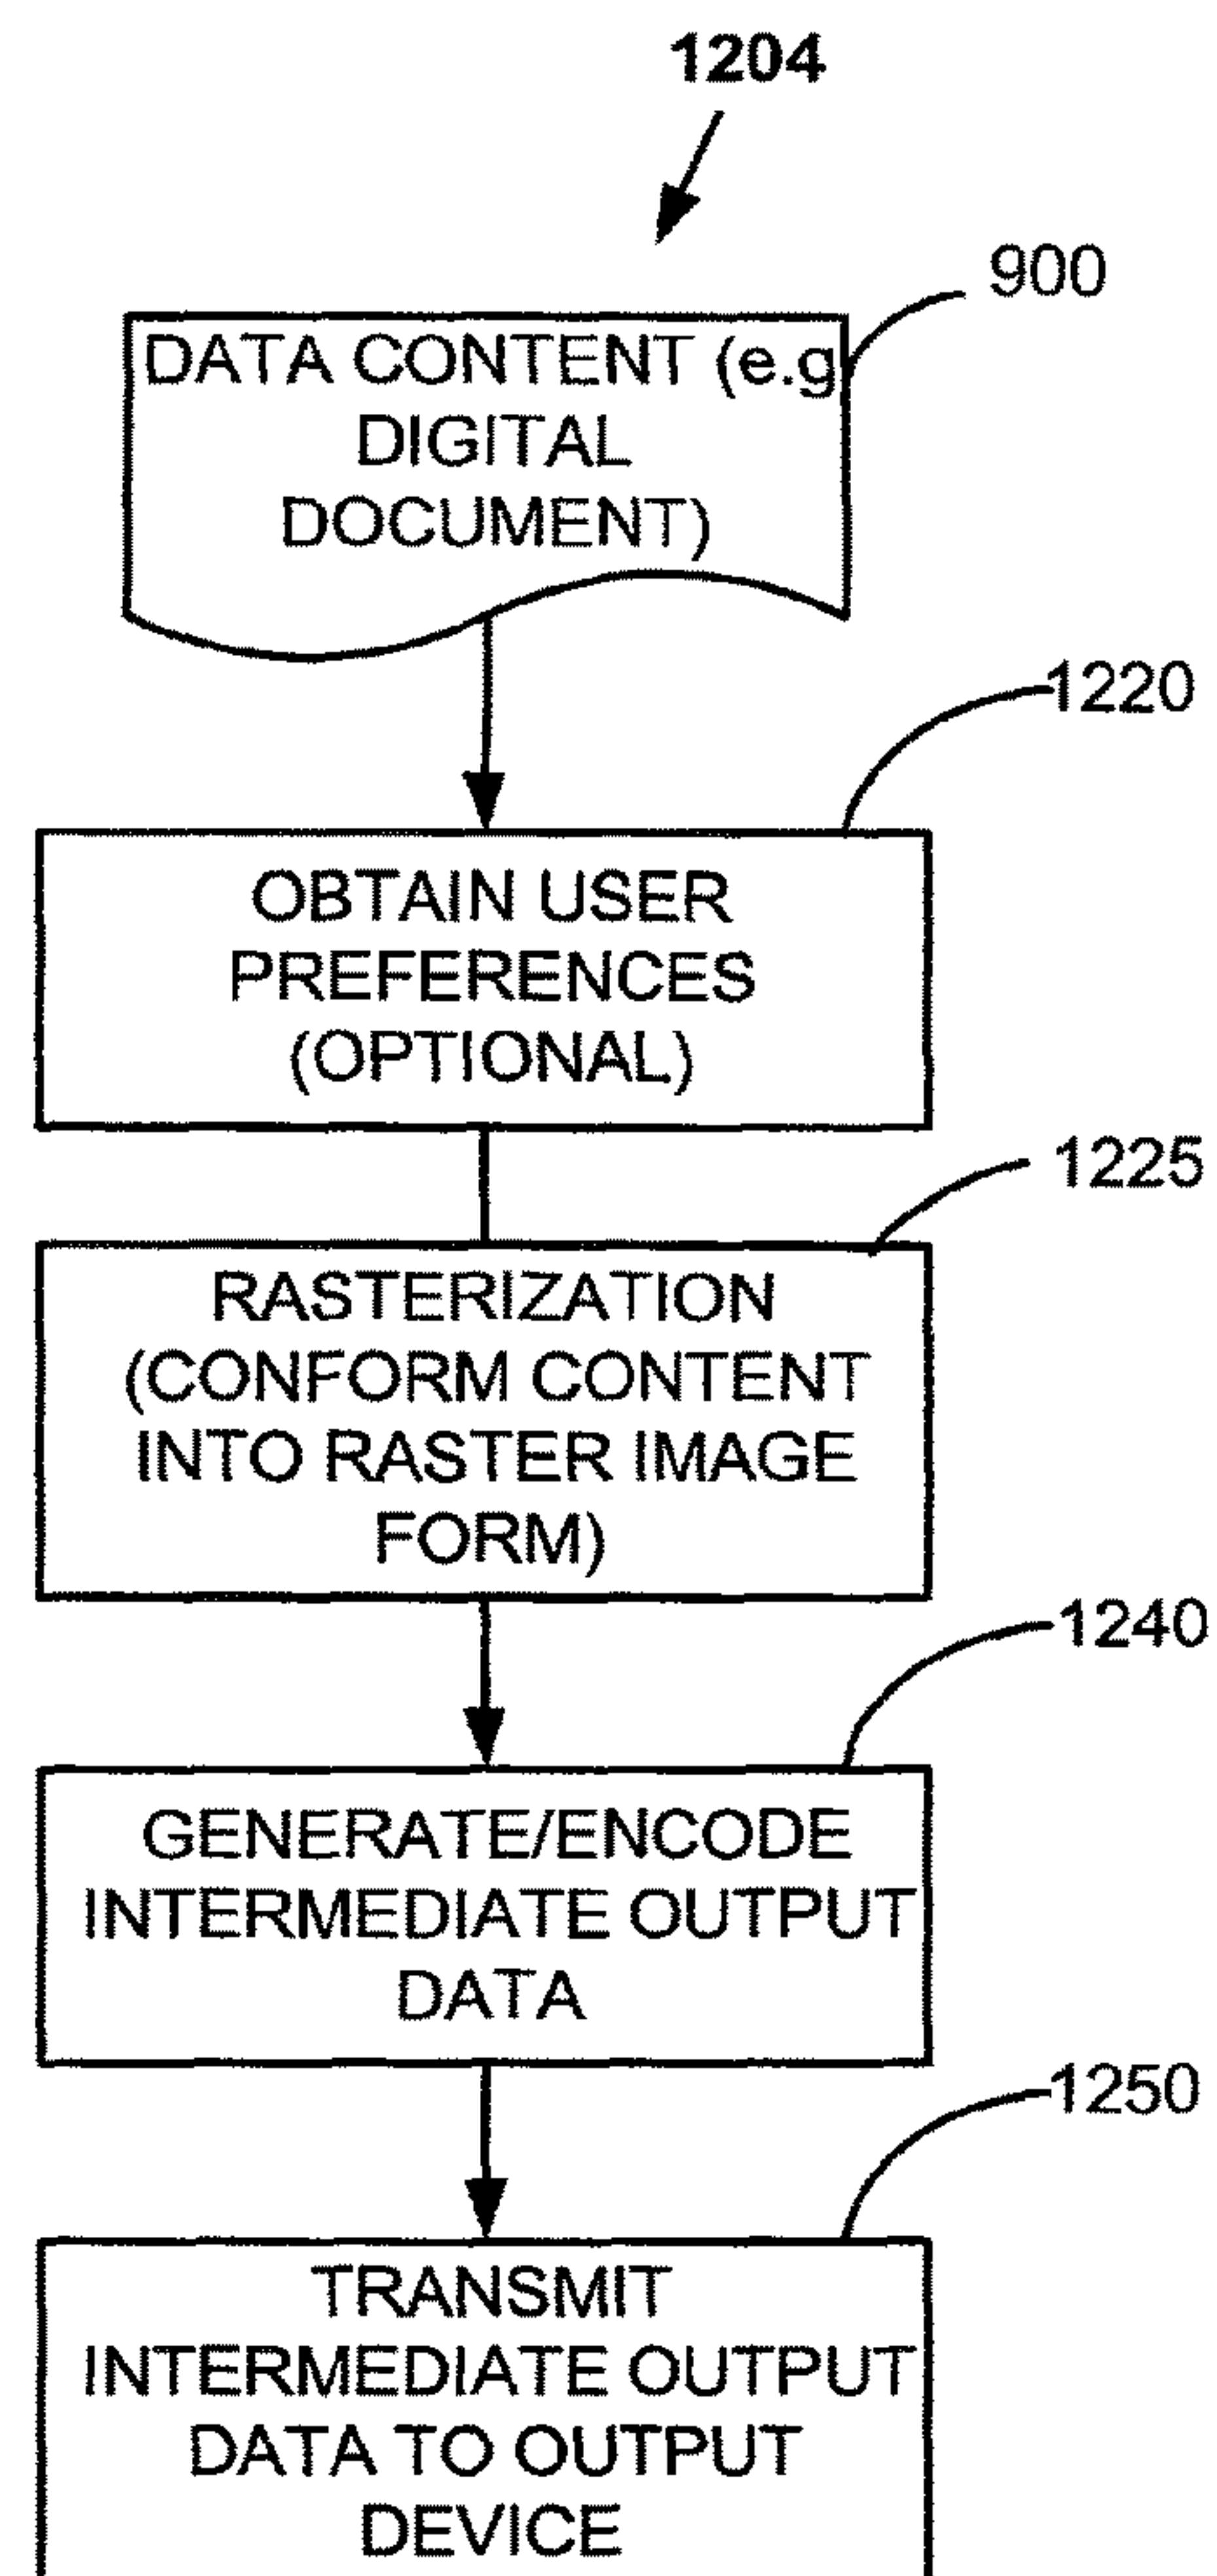 1204
900
DATA CONTENT (e.g
DIGITAL
DOCUMENT)
1220
OBTAIN USER
PREFERENCES
(OPTIONAL)
1225
RASTERIZATION
(CONFORM CONTENT
INTO RASTER IMAGE
FORM)
1240
GENERATE/ENCODE
INTERMEDIATE OUTPUT
DATA
1250
TRANSMIT
INTERMEDIATE OUTPUT
DATA TO OUTPUT
DEVICE